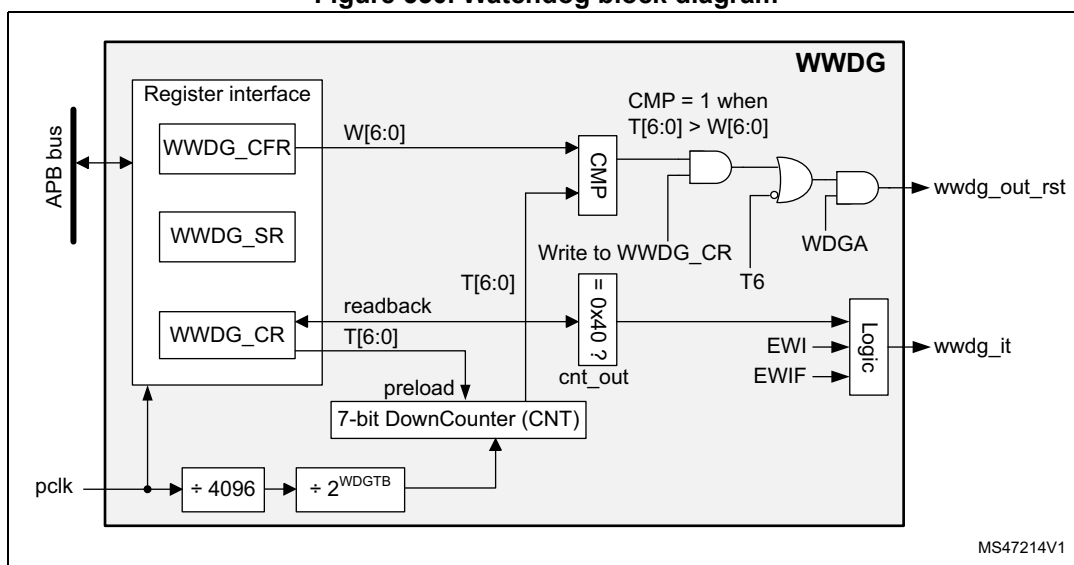 Figure Watchdog block diagram
WWDG
Register interface
CMP = 1 when
T[6:0] > W[6:0]
APB bus
WWDG_CFR
W[6:0]
CMP
wwdg_out_rst
WWDG_SR
Write to WWDG_CR
WDGA
T6
T[6:0]
readback
= 0x40 ?
WWDG_CR
T[6:0]
Logic
EWI
wwdg_it
EWIF
cnt_out
preload
7-bit DownCounter (CNT)
pclk
÷ 4096
÷ 2^WDGTB
MS47214V1